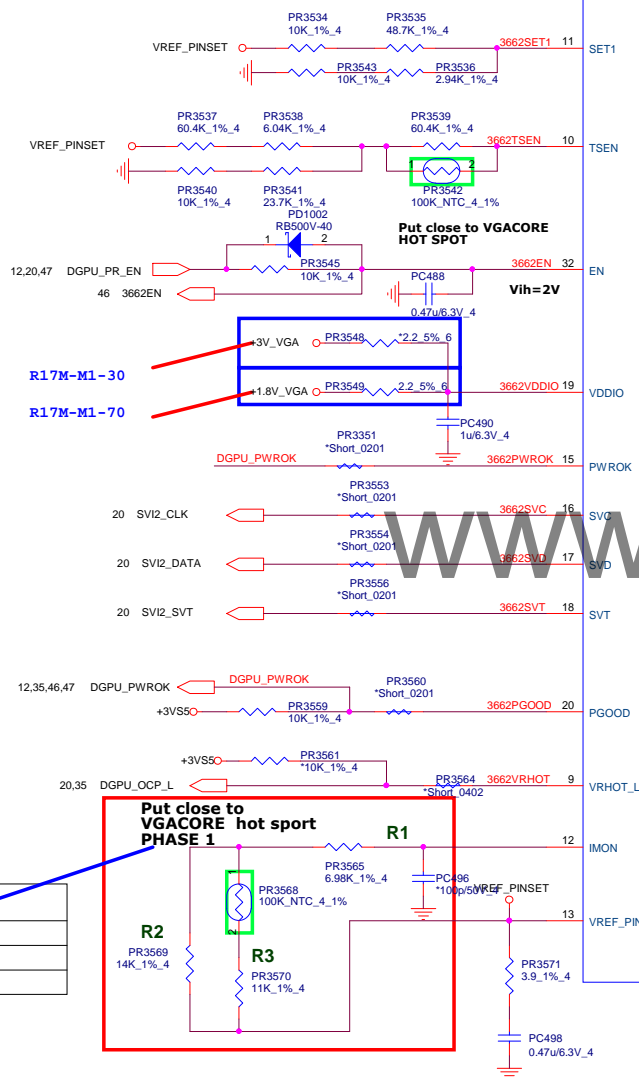 PR3534
10K_1%_4
PR3535
48.7K_1%_4
VREF_PINSET
3662SET1
11
SET1
PR3543
10K_1%_4
PR3536
2.94K_1%_4
PR3537
60.4K_1%_4
PR3538
6.04K_1%_4
PR3539
60.4K_1%_4
VREF_PINSET
3662TSEN
10
TSEN
1
2
PR3540
10K_1%_4
PR3541
23.7K_1%_4
PR3542
100K_NTC_4_1%
PD1002
RB500V-40
1
2
Put close to VGACORE
HOT SPOT
12,20,47
DGPU_PR_EN
PR3545
10K_1%_4
3662EN
32
EN
46
3662EN
PC488
0.47u/6.3V_4
Vih=2V
+3V_VGA
PR3548
*2.2_5%_6
R17M-M1-30
+1.8V_VGA
PR3549
2.2_5%_6
3662VDDIO
19
VDDIO
R17M-M1-70
PC490
1u/6.3V_4
PR3351
*Short_0201
DGPU_PWROK
3662PWROK
15
PWROK
PR3553
*Short_0201
20
SVI2_CLK
3662SVC
16
SVC
WWW
PR3554
*Short_0201
20
SVI2_DATA
3662SVD
17
SVD
PR3556
*Short_0201
20
SVI2_SVT
3662SVT
18
SVT
12,35,46,47
DGPU_PWROK
DGPU_PWROK
PR3560
*Short_0201
+3VS5
PR3559
10K_1%_4
3662PGOOD
20
PGOOD
+3VS5
PR3561
*10K_1%_4
20,35
DGPU_OCP_L
PR3564
*Short_0402
3662VRHOT
9
VRHOT_L
Put close to
VGACORE hot sport
PHASE 1
R1
12
IMON
PR3565
6.98K_1%_4
PC496
*100p/50V_4
VREF_PINSET
1
2
PR3568
100K_NTC_4_1%
13
VREF_PIN
R2
PR3569
14K_1%_4
R3
PR3570
11K_1%_4
PR3571
3.9_1%_4
PC498
0.47u/6.3V_4